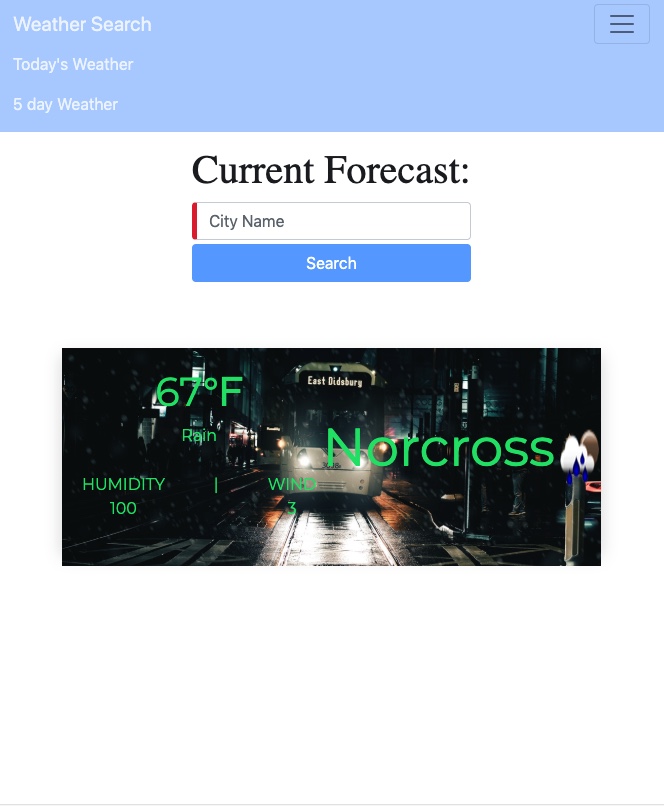 Weather Search
Today's Weather
5 day Weather
Current Forecast:
City Name
Search
East Didsbury
67°F
Rain
Norcross
HUMIDITY | WIND
100 3